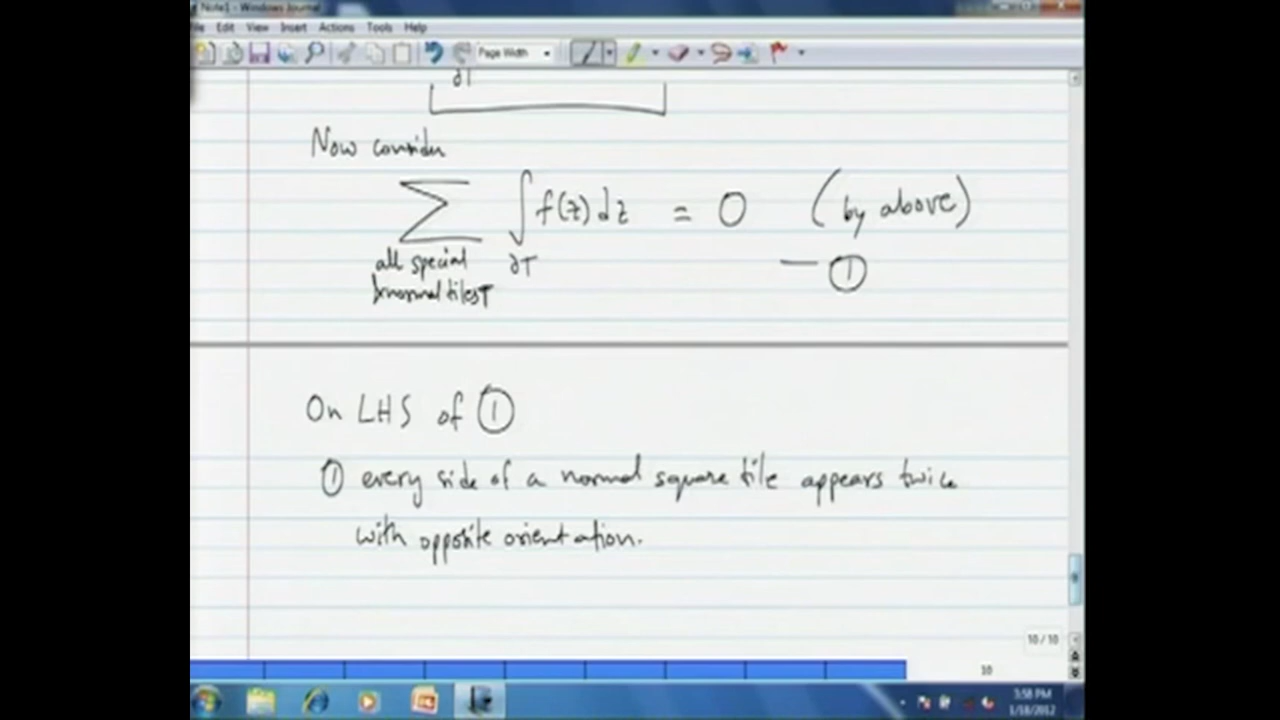 Note1 - Windows Journal
File Edit View Insert Actions Tools Help
Page Width
∂T
Now consider
∑ ∫ f(z) dz = 0 (by above)
all special ∂T — ①
& normal tiles T
On LHS of ①
① every side of a normal square tile appears twice
with opposite orientation.
10 / 10
10
3:58 PM
1/18/2012